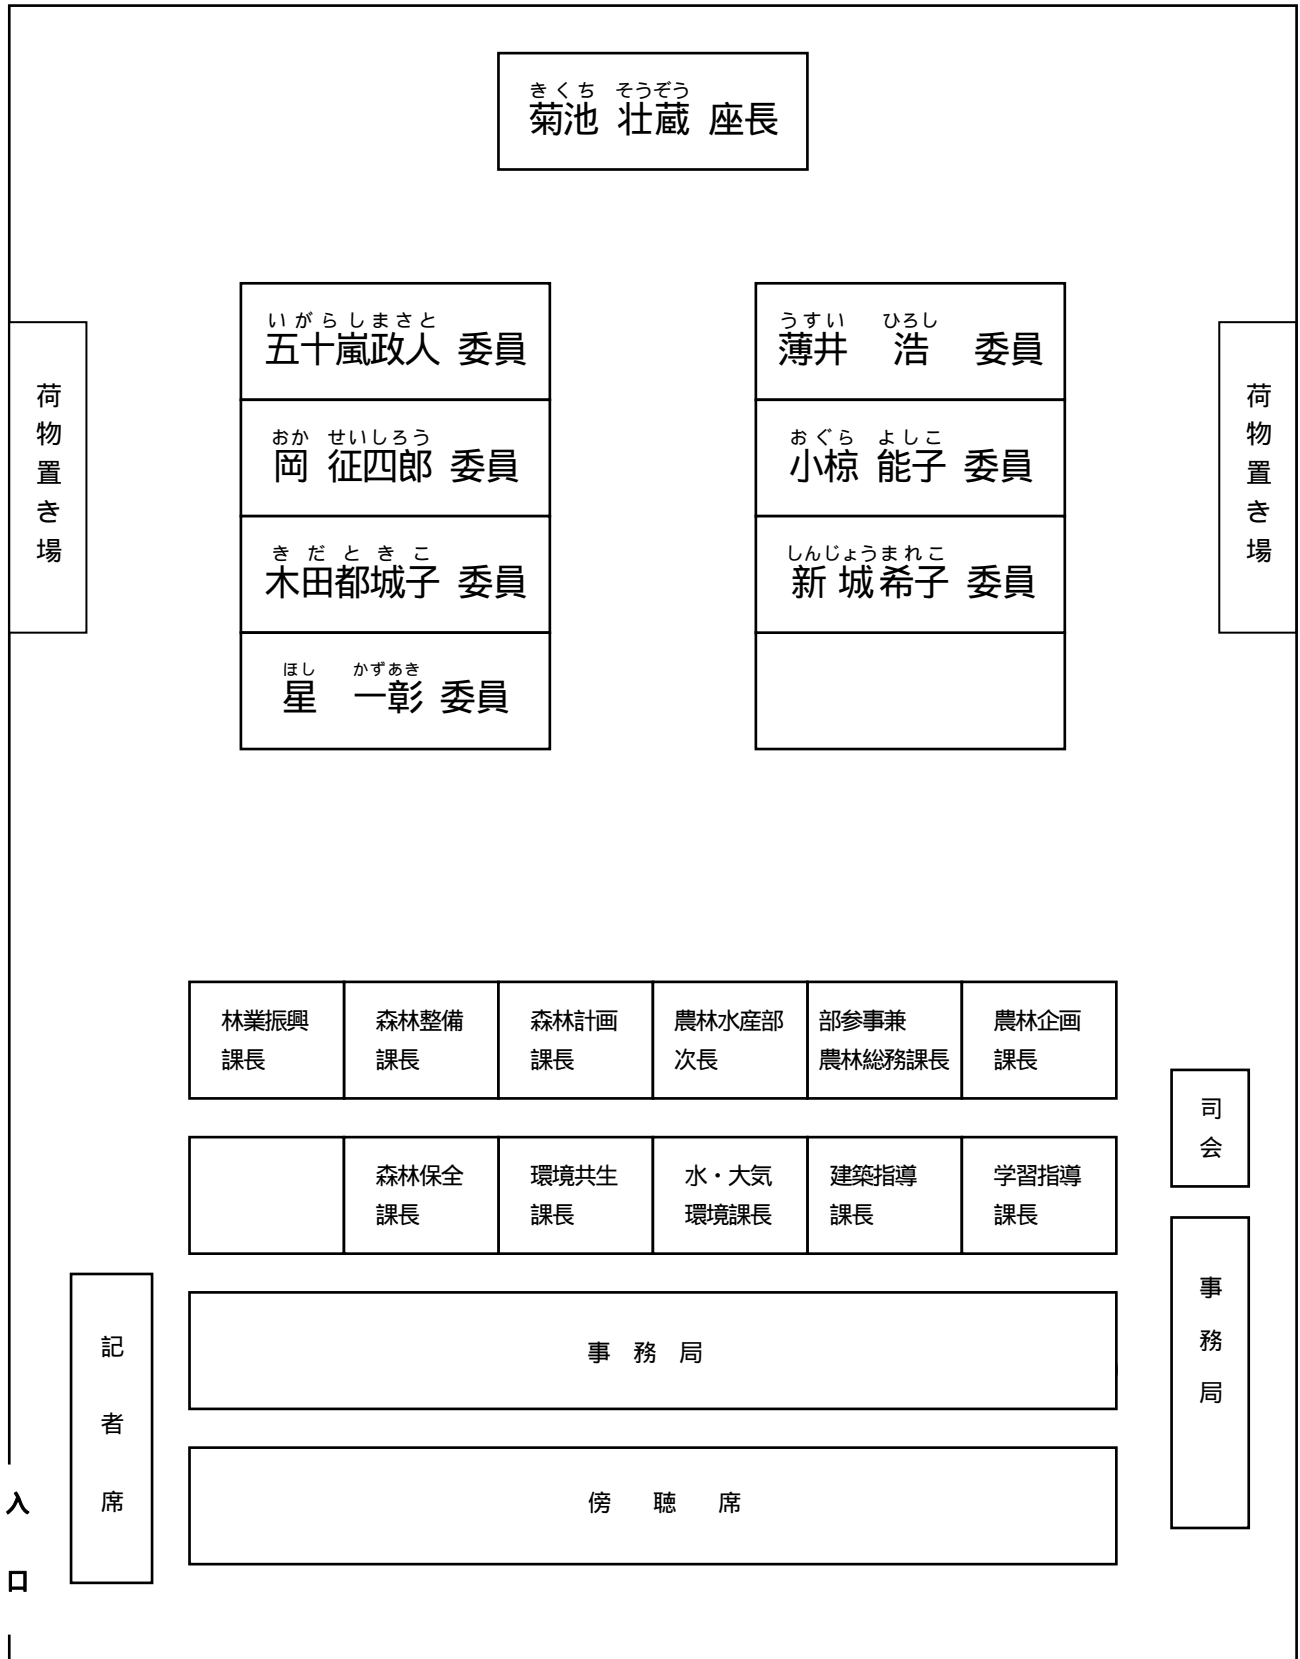 きくち そうぞう
菊池 壮蔵 座長
いがらしまさと
五十嵐政人 委員
おか せいしろう
岡 征四郎 委員
きだときこ
木田都城子 委員
ほし かずあき
星 一彰 委員
うすい ひろし
薄井 浩 委員
おぐら よしこ
小椋 能子 委員
しんじょうまれこ
新城希子 委員
荷物置き場
荷物置き場
林業振興
課長
森林整備
課長
森林計画
課長
農林水産部
次長
部参事兼
農林総務課長
農林企画
課長
森林保全
課長
環境共生
課長
水・大気
環境課長
建築指導
課長
学習指導
課長
司会
事務局
記者席
事務局
傍聴席
入口